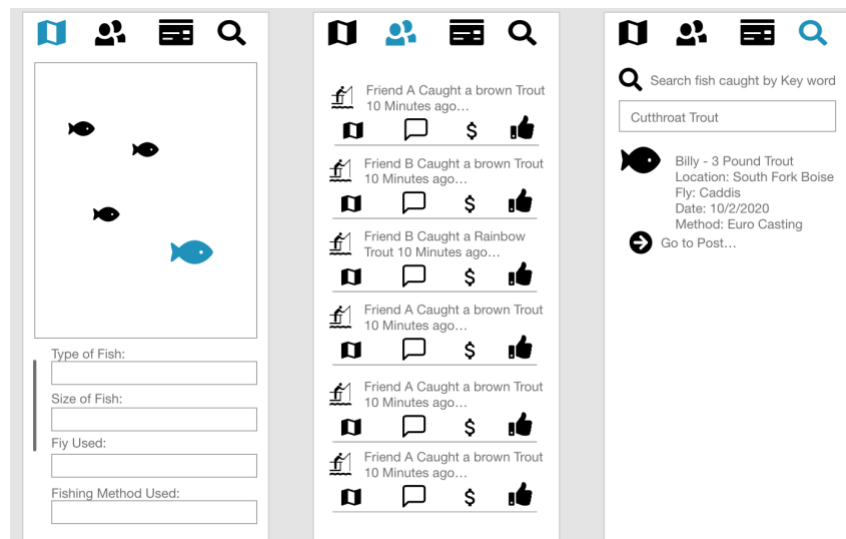 Type of Fish:
Size of Fish:
Fiy Used:
Fishing Method Used:
Friend A Caught a brown Trout
10 Minutes ago...
$
Friend B Caught a brown Trout
10 Minutes ago...
$
Friend B Caught a Rainbow
Trout 10 Minutes ago...
$
Friend A Caught a brown Trout
10 Minutes ago...
$
Friend A Caught a brown Trout
10 Minutes ago...
$
Friend A Caught a brown Trout
10 Minutes ago...
$
Search fish caught by Key word
Cutthroat Trout
Billy - 3 Pound Trout
Location: South Fork Boise
Fly: Caddis
Date: 10/2/2020
Method: Euro Casting
Go to Post...